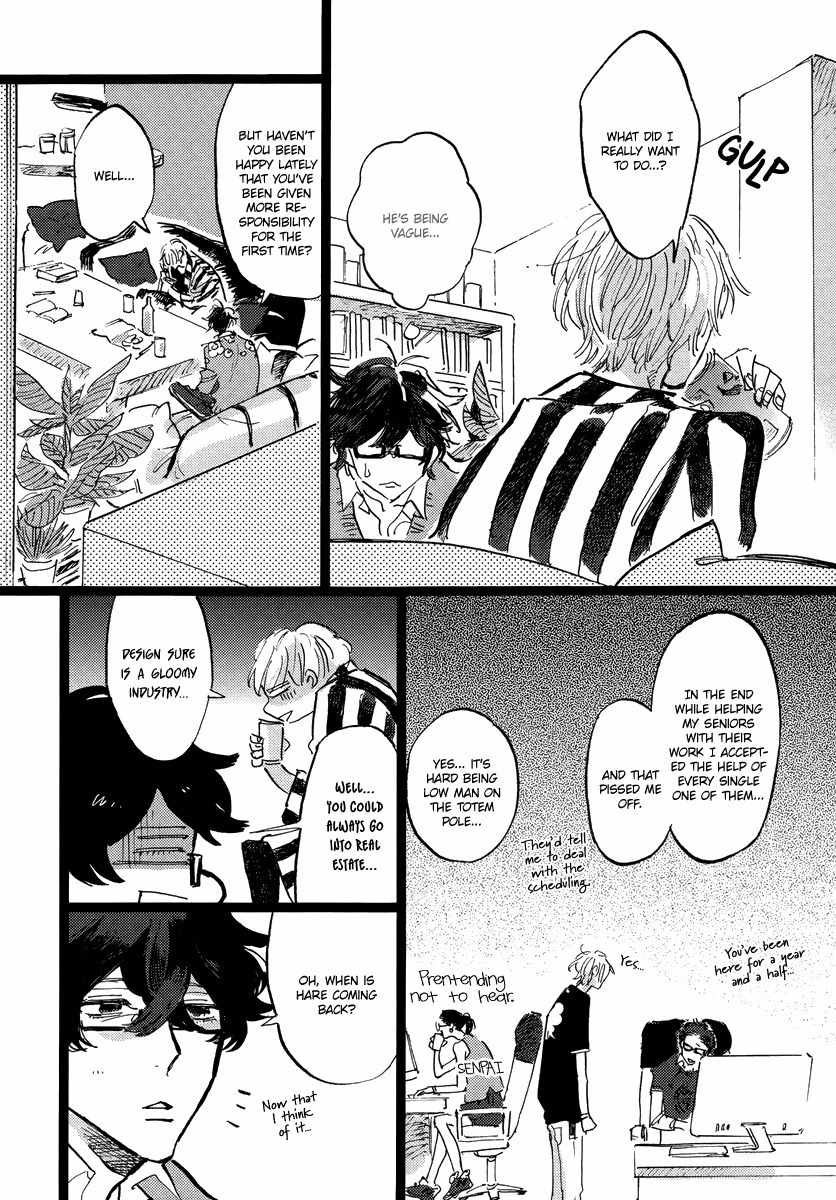 WHAT DID I
REALLY WANT
TO DO...?
GULP
HE'S BEING
VAGUE...
BUT HAVEN'T
YOU BEEN
HAPPY LATELY
THAT YOU'VE
BEEN GIVEN
MORE RE-
SPONSIBILITY
FOR THE
FIRST TIME?
WELL...
IN THE END
WHILE HELPING
MY SENIORS
WITH THEIR
WORK I ACCEPT-
ED THE HELP OF
EVERY SINGLE
ONE OF THEM...
AND THAT
PISSED ME
OFF.
YES... IT'S
HARD BEING
LOW MAN ON
THE TOTEM
POLE...
They'd tell
me to deal
with the
scheduling.
You've been
here for a year
and a half...
Yes...
Prentending
not to hear.
SENPAI
DESIGN SURE
IS A GLOOMY
INDUSTRY...
WELL...
YOU COULD
ALWAYS GO
INTO REAL
ESTATE...
OH, WHEN IS
HARE COMING
BACK?
Now that
I think
of it...